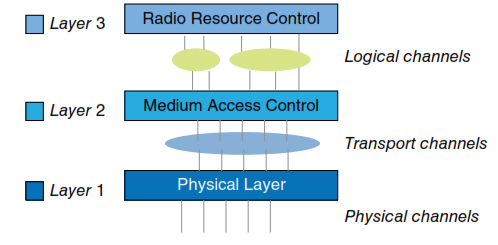 Layer 3
Radio Resource Control
Logical channels
Layer 2
Medium Access Control
Transport channels
Layer 1
Physical Layer
Physical channels